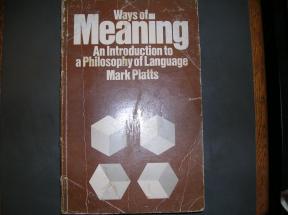 Ways of
Meaning
An Introduction to
a Philosophy of Language
Mark Platts